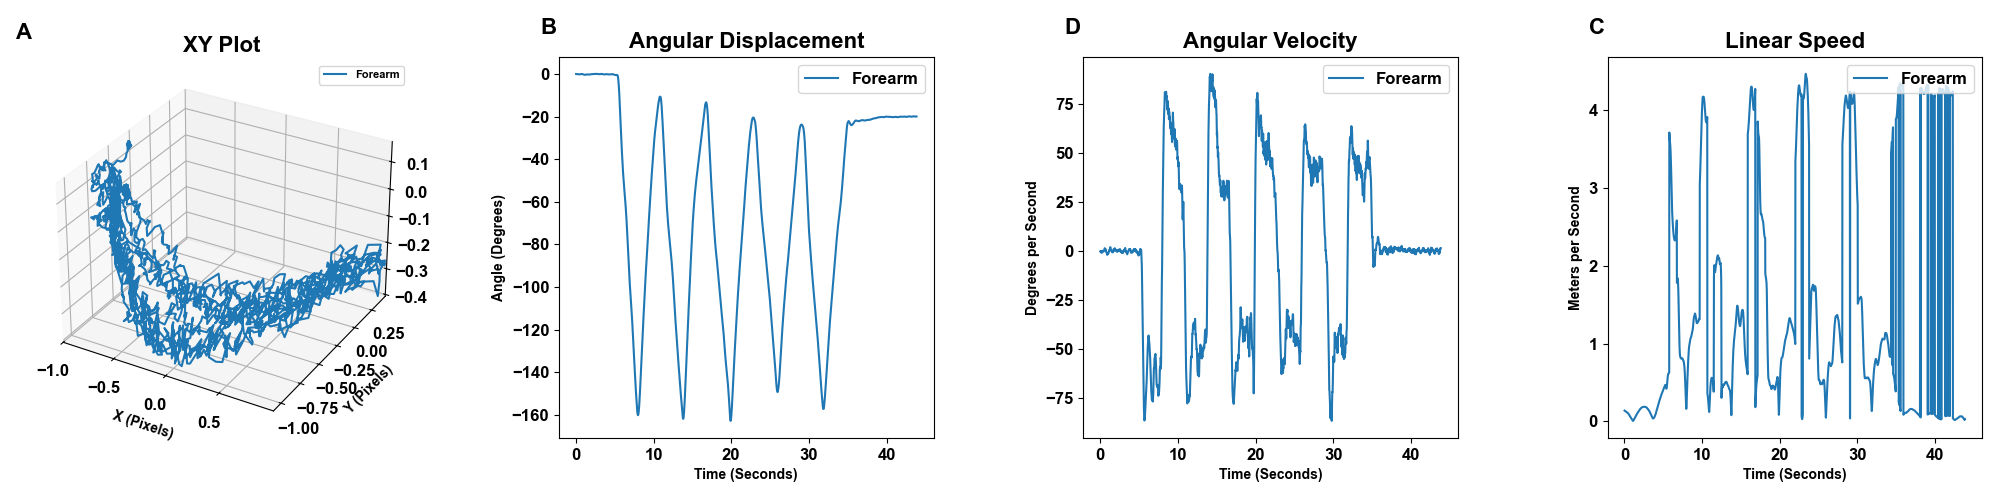 A
XY Plot
Forearm
0.1
0.0
−0.1
−0.2
−0.3
−0.4
0.25
0.00
−0.25
−0.50
−0.75
−1.00
Y (Pixels)
−1.0
−0.5
0.0
0.5
X (Pixels)
B
Angular Displacement
Forearm
0
−20
−40
−60
−80
−100
−120
−140
−160
Angle (Degrees)
0 10 20 30 40
Time (Seconds)
D
Angular Velocity
Forearm
75
50
25
0
−25
−50
−75
Degrees per Second
0 10 20 30 40
Time (Seconds)
C
Linear Speed
Forearm
4
3
2
1
0
Meters per Second
0 10 20 30 40
Time (Seconds)